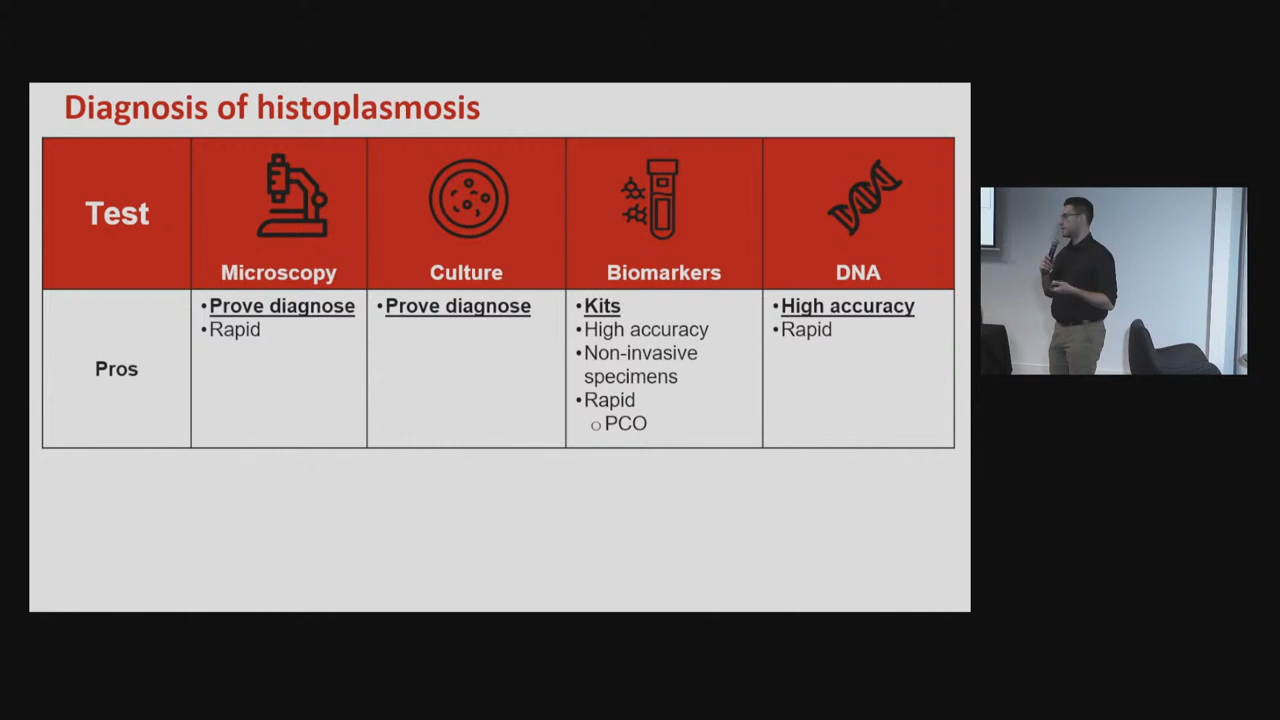 Diagnosis of histoplasmosis
Test
Microscopy
Culture
Biomarkers
DNA
Pros
•Prove diagnose
•Rapid
•Prove diagnose
•Kits
•High accuracy
•Non-invasive
specimens
•Rapid
○PCO
•High accuracy
•Rapid